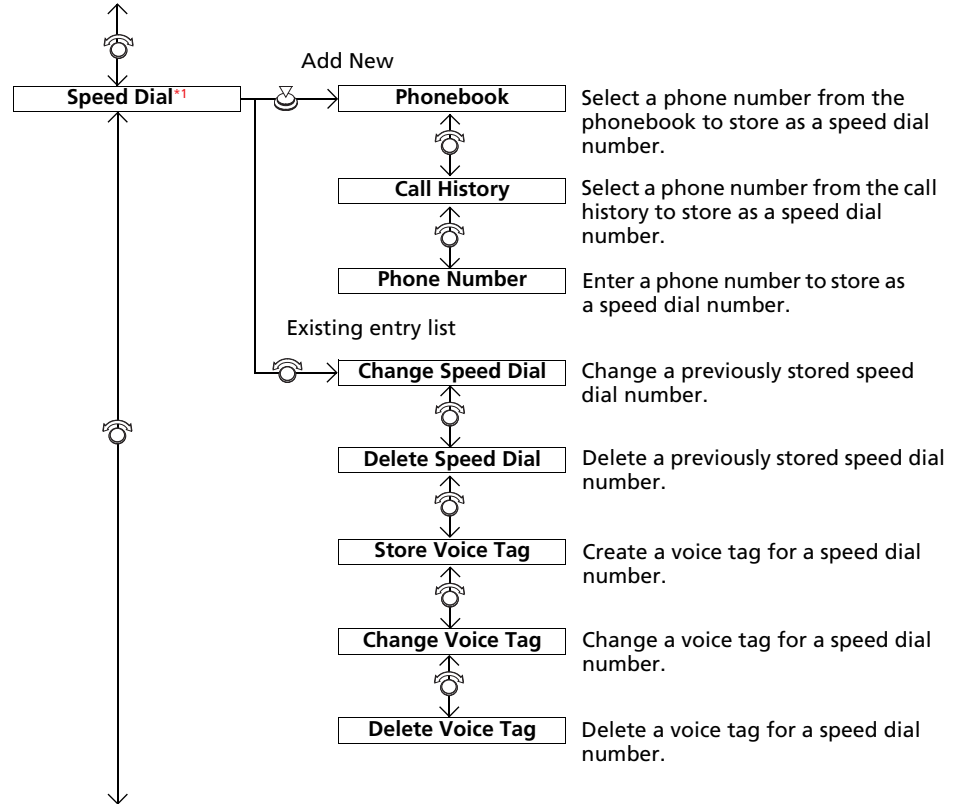 Add New
Speed Dial*1
Phonebook
Select a phone number from the
phonebook to store as a speed dial
number.
Call History
Select a phone number from the call
history to store as a speed dial
number.
Phone Number
Enter a phone number to store as
a speed dial number.
Existing entry list
Change Speed Dial
Change a previously stored speed
dial number.
Delete Speed Dial
Delete a previously stored speed dial
number.
Store Voice Tag
Create a voice tag for a speed dial
number.
Change Voice Tag
Change a voice tag for a speed dial
number.
Delete Voice Tag
Delete a voice tag for a speed dial
number.